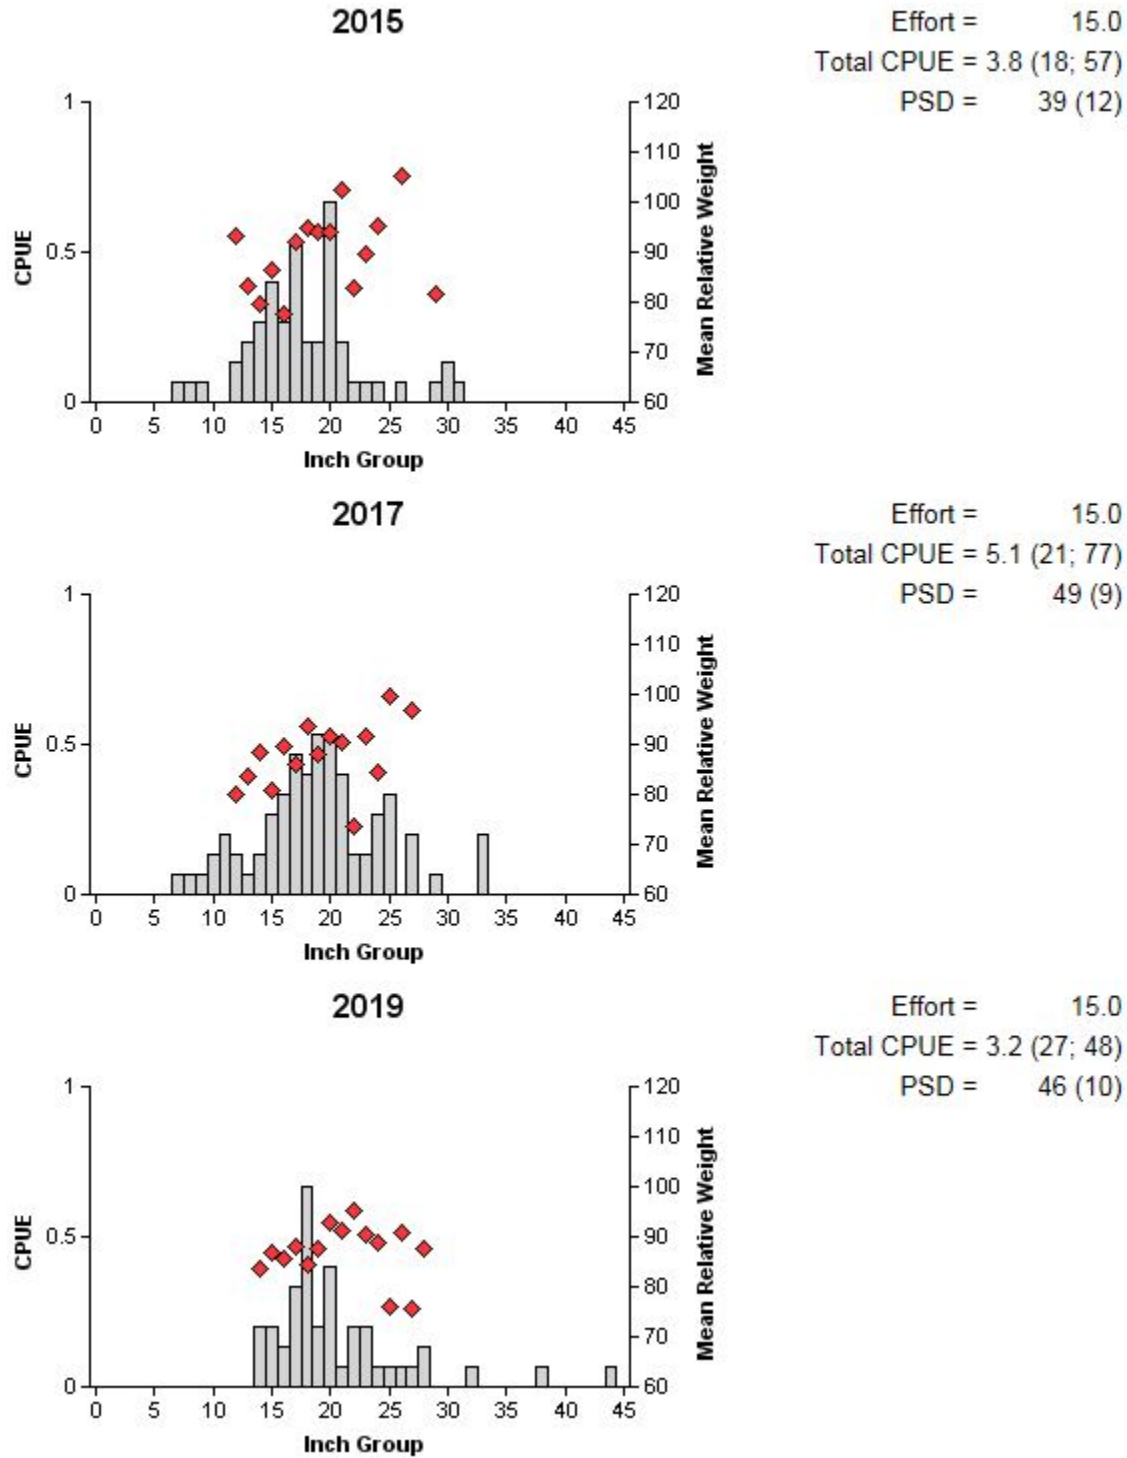 2015
Effort = 15.0
Total CPUE = 3.8 (18; 57)
PSD = 39 (12)
1
0.5
0
CPUE
120
110
100
90
80
70
60
Mean Relative Weight
0 5 10 15 20 25 30 35 40 45
Inch Group
2017
Effort = 15.0
Total CPUE = 5.1 (21; 77)
PSD = 49 (9)
1
0.5
0
CPUE
120
110
100
90
80
70
60
Mean Relative Weight
0 5 10 15 20 25 30 35 40 45
Inch Group
2019
Effort = 15.0
Total CPUE = 3.2 (27; 48)
PSD = 46 (10)
1
0.5
0
CPUE
120
110
100
90
80
70
60
Mean Relative Weight
0 5 10 15 20 25 30 35 40 45
Inch Group